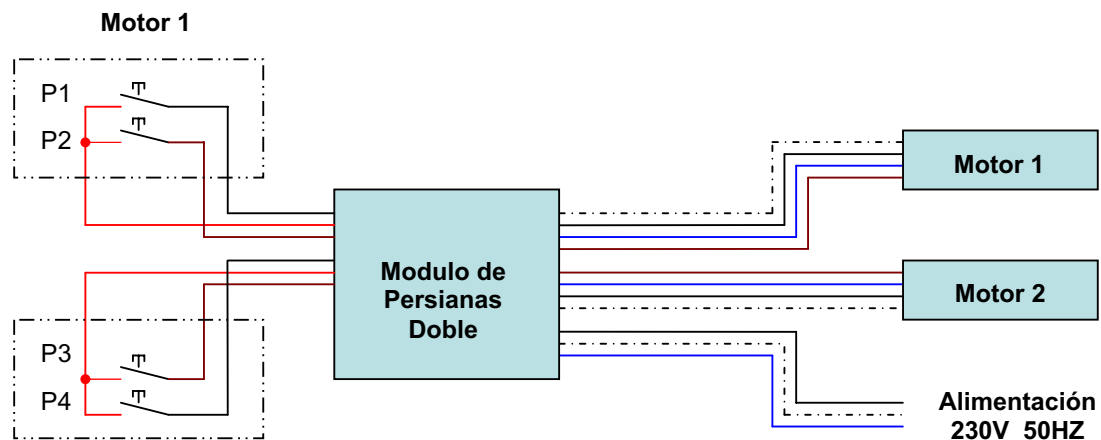 Motor 1
P1
P2
Modulo de
Persianas
Doble
P3
P4
Motor 1
Motor 2
Alimentación
230V 50HZ